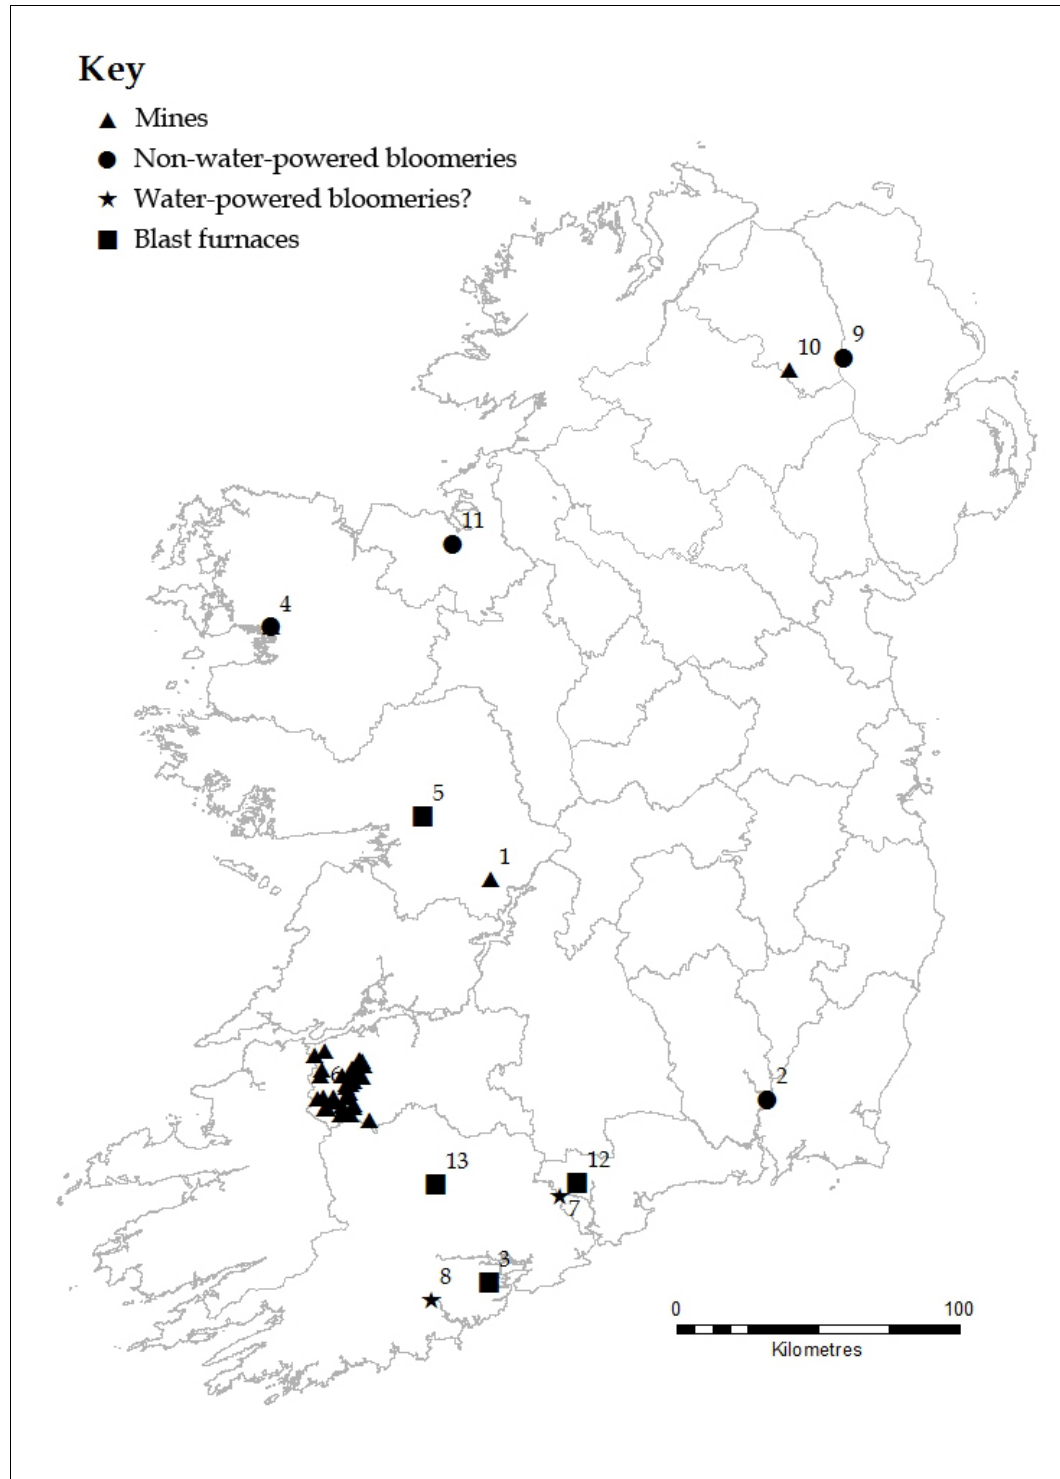 Key
Mines
Non-water-powered bloomeries
Water-powered bloomeries?
Blast furnaces
10
9
11
4
5
1
6
2
13
12
7
3
8
0 100
Kilometres